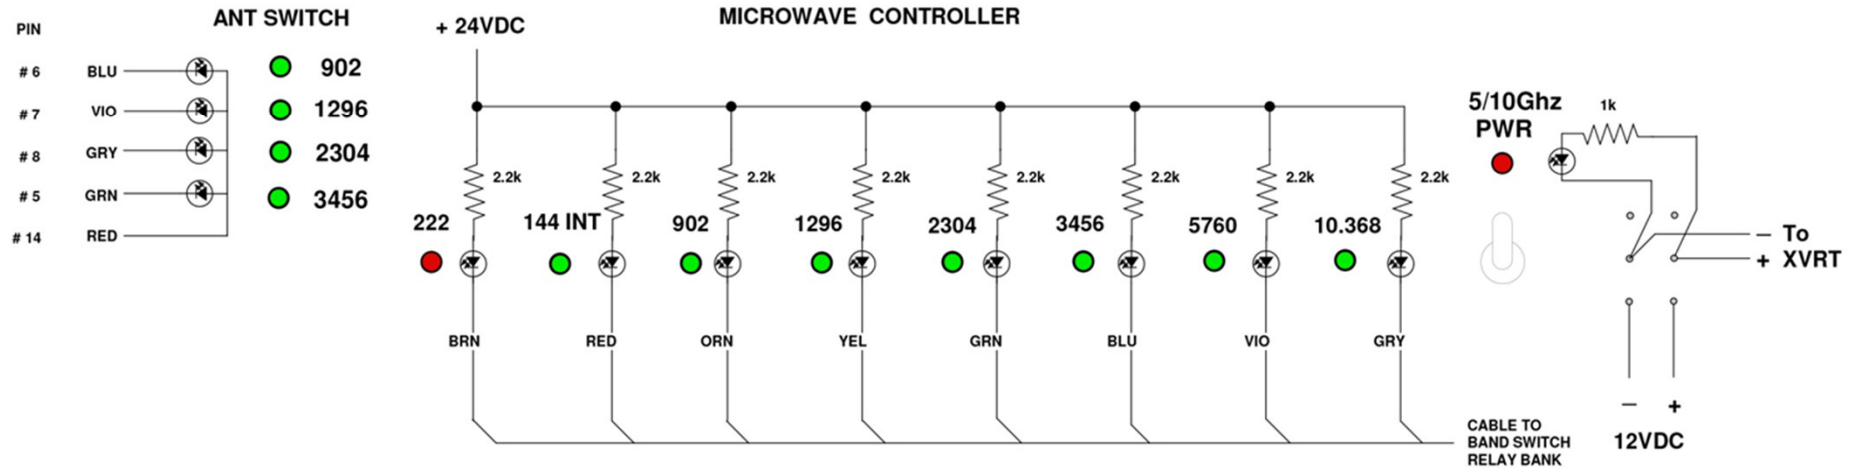 PIN
ANT SWITCH
# 6 BLU 902
# 7 VIO 1296
# 8 GRY 2304
# 5 GRN 3456
# 14 RED
MICROWAVE CONTROLLER
+ 24VDC
2.2k 2.2k 2.2k 2.2k 2.2k 2.2k 2.2k 2.2k
222 144 INT 902 1296 2304 3456 5760 10.368
BRN RED ORN YEL GRN BLU VIO GRY
CABLE TO
BAND SWITCH
RELAY BANK
5/10Ghz
PWR
1k
– To
+ XVRT
– +
12VDC